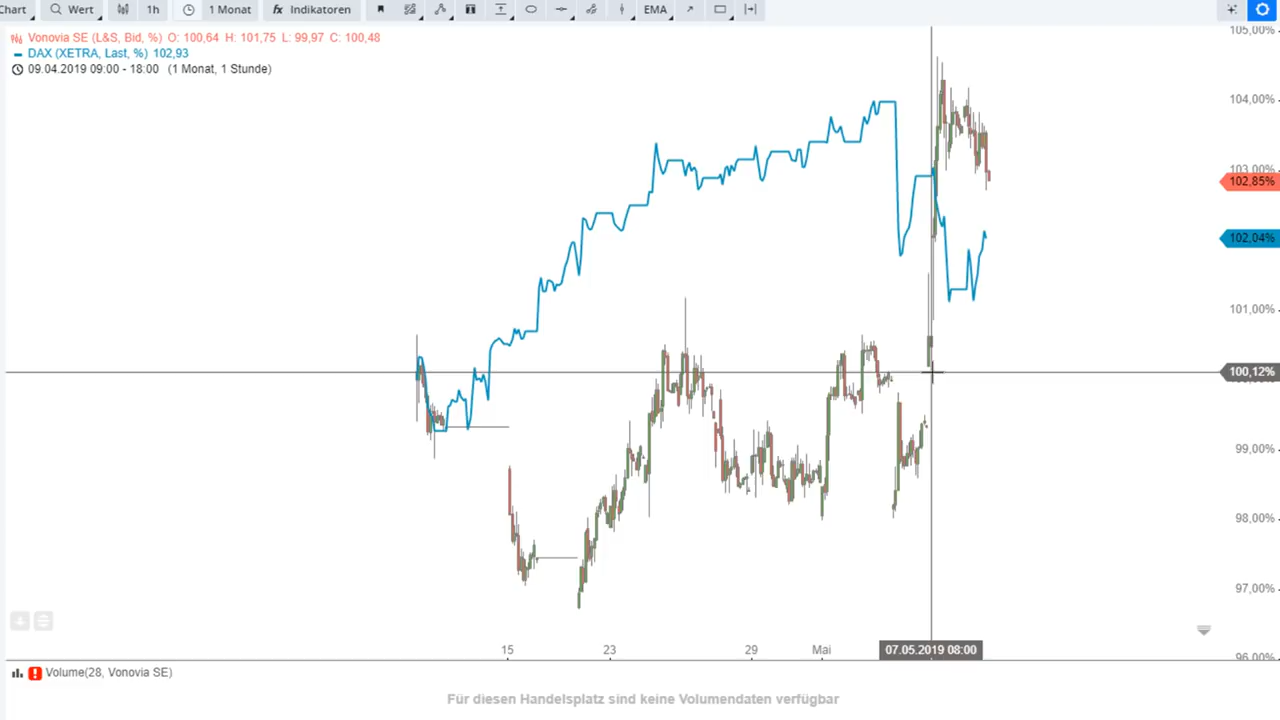 Chart Wert 1h 1 Monat fx Indikatoren EMA
Vonovia SE (L&S, Bid, %) O: 100,64 H: 101,75 L: 99,97 C: 100,48
DAX (XETRA, Last, %) 102,93
09.04.2019 09:00 - 18:00 (1 Monat, 1 Stunde)
105,00%
104,00%
103,00%
102,85%
102,04%
101,00%
100,12%
99,00%
98,00%
97,00%
96,00%
15 23 29 Mai 07.05.2019 08:00
Volume(28, Vonovia SE)
Für diesen Handelsplatz sind keine Volumendaten verfügbar